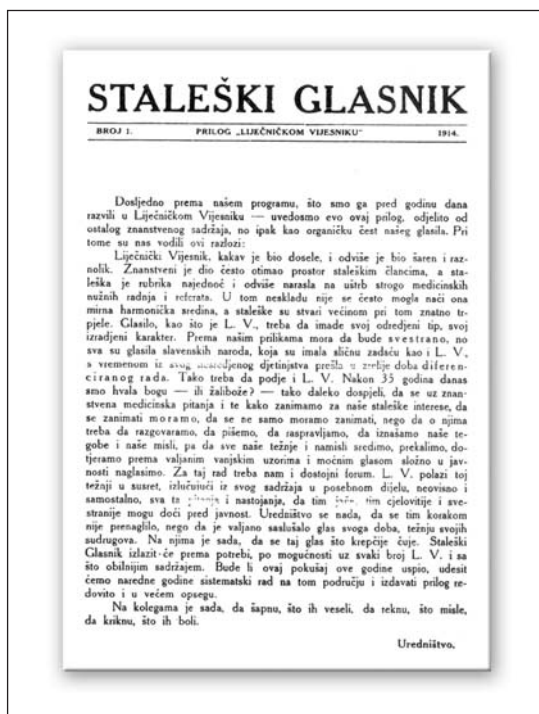 STALEŠKI GLASNIK
BROJ 1. PRILOG „LIJEČNIČKOM VIJESNIKU“ 1914.
Dosljedno prema našem programu, što smo ga pred godinu dana
razvili u Liječničkom Vijesniku — uvedosmo evo ovaj prilog, odjelito od
ostalog znanstvenog sadržaja, no ipak kao organičku čest našeg glasila. Pri
tome su nas vodili ovi razlozi:
Liječnički Vijesnik, kakav je bio dosele, i odviše je bio šaren i raz-
nolik. Znanstveni je dio često otimao prostor staleškim člancima, a sta-
leška je rubrika najednoć i odviše narasla na uštrb strogo medicinskih
nužnih radnja i referata. U tom neskladu nije se često mogla naći ona
mirna harmonička sredina, a staleške su stvari većinom pri tom znatno tr-
pjele. Glasilo, kao što je L. V., treba da imade svoj odredjeni tip, svoj
izradjeni karakter. Prema našim prilikama mora da bude svestrano, no
sva su glasila slavenskih naroda, koja su imala sličnu zadaću kao i L. V.,
s vremenom iz svog djetinjstva prešla u doba diferen-
ciranog rada. Tako treba da podje i L. V. Nakon 35 godina danas
smo hvala bogu — ili žalibože? — tako daleko dospjeli, da se uz znan-
stvena medicinska pitanja i te kako zanimamo za naše staleške interese, da
se zanimati moramo, da se ne samo moramo zanimati, nego da o njima
treba da razgovaramo, da pišemo, da raspravljamo, da iznašamo naše te-
gobe i naše misli, pa da sve naše težnje i namisli sredimo, prekalimo, do-
tjeramo prema valjanim vanjskim uzorima i moćnim glasom složno u jav-
nosti naglasimo. Za taj rad treba nam i dostojni forum. L. V. polazi toj
težnji u susret, izlučujući iz svog sadržaja u posebnom dijelu, neovisno i
samostalno, sva ta i nastojanja, da tim tim cjelovitije i sve-
stranije mogu doći pred javnost. Uredništvo se nada, da se tim korakom
nije prenaglilo, nego da je valjano saslušalo glas svoga doba, težnju svojih
sudrugova. Na njima je sada, da se taj glas što krepčije čuje. Staleški
Glasnik izlazit·će prema potrebi, po mogućnosti uz svaki broj L. V. i sa
što obilnijim sadržajem. Bude li ovaj pokušaj ove godine uspio, udesit
ćemo naredne godine sistematski rad na tom području i izdavati prilog re-
dovito i u većem opsegu.
Na kolegama je sada, da šapnu, što ih veseli, da reknu, što misle,
da kriknu, što ih boli.
Uredništvo.